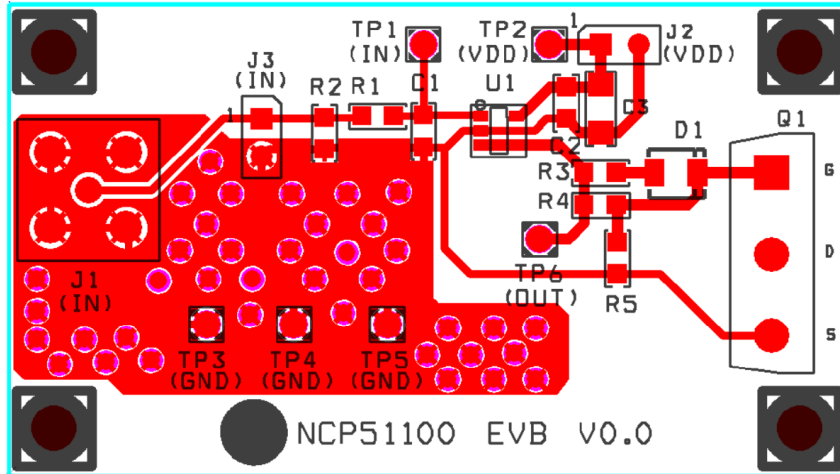 TP1
(IN)
TP2
(VDD)
1
J2
(VDD)
J3
(IN)
R2
R1
C1
U1
C3
Q1
1
D1
C2
R3
G
R4
D
TP6
(OUT)
J1
(IN)
R5
S
TP3
(GND)
TP4
(GND)
TP5
(GND)
NCP51100 EVB V0.0